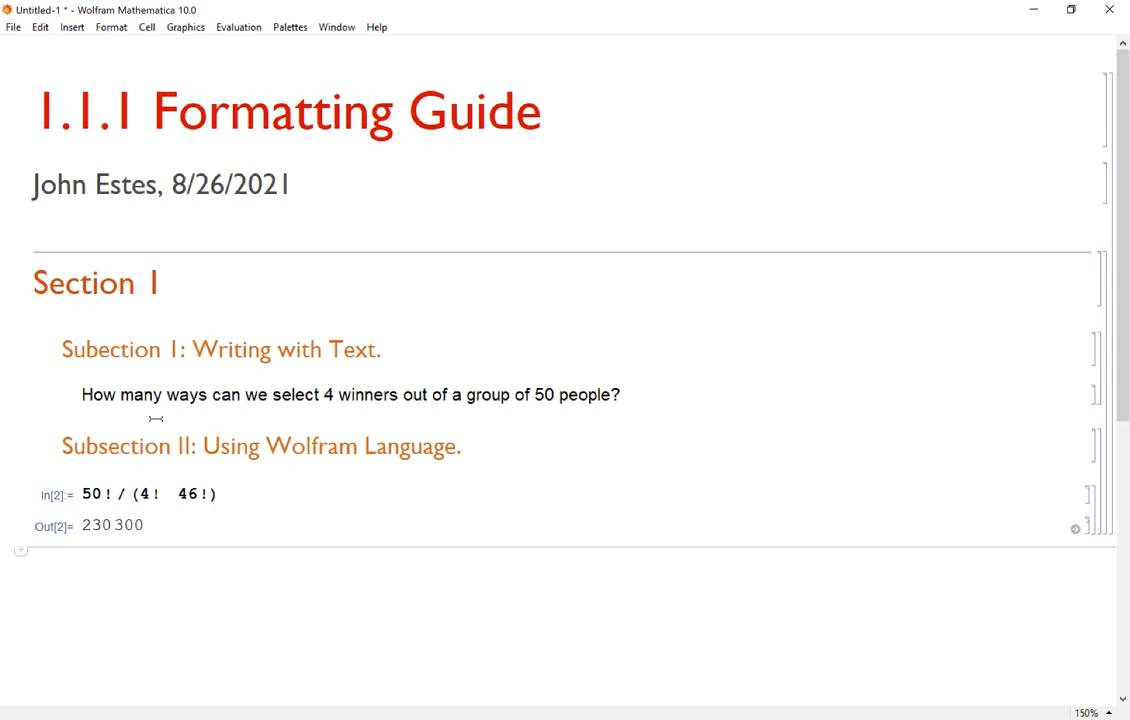 Untitled-1 * - Wolfram Mathematica 10.0
File Edit Insert Format Cell Graphics Evaluation Palettes Window Help
1.1.1 Formatting Guide
John Estes, 8/26/2021
Section 1
Subection 1: Writing with Text.
How many ways can we select 4 winners out of a group of 50 people?
Subsection II: Using Wolfram Language.
In[2]:= 50! / (4! 46!)
Out[2]= 230 300
150%